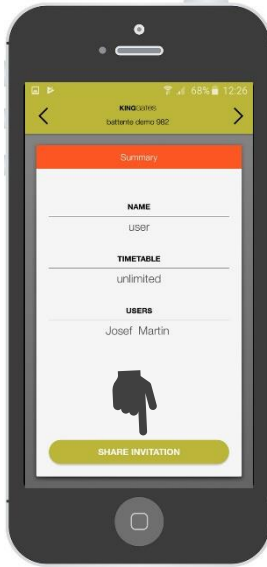 68% 12:26
KINGGates
battente demo 982
Summary
NAME
user
TIMETABLE
unlimited
USERS
Josef Martin
SHARE INVITATION